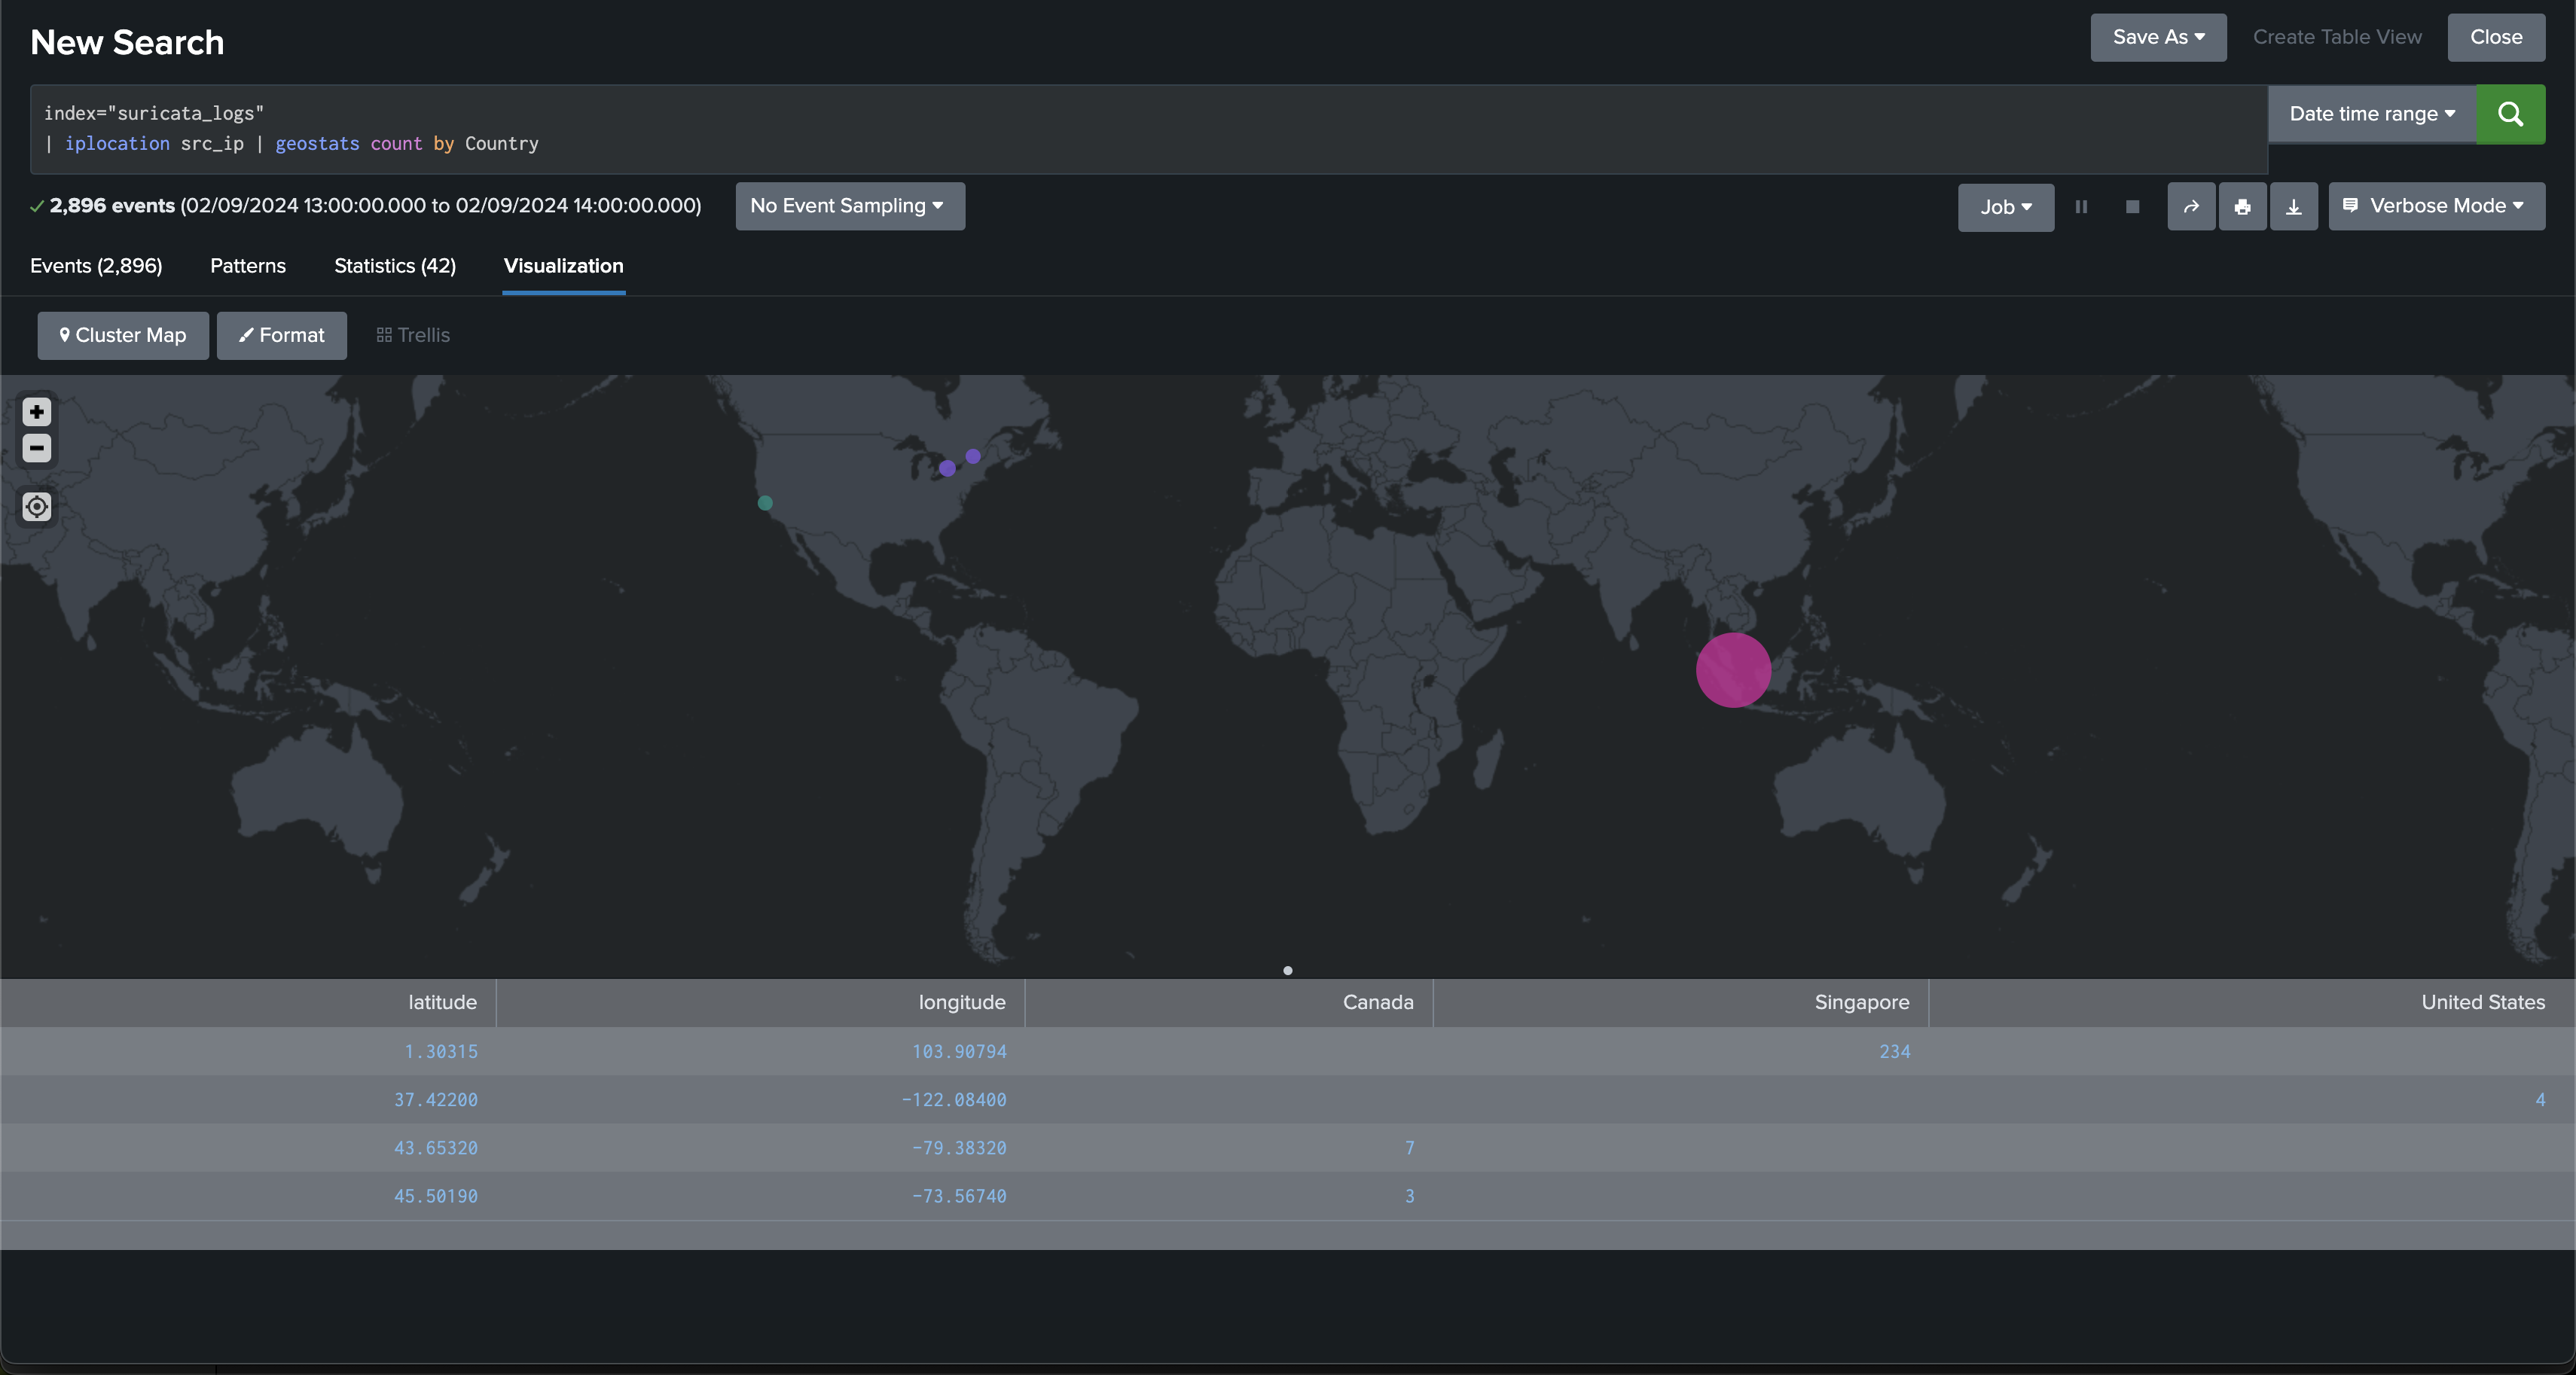 New Search
Save As
Create Table View
Close
index="suricata_logs"
| iplocation src_ip | geostats count by Country
Date time range
2,896 events (02/09/2024 13:00:00.000 to 02/09/2024 14:00:00.000)
No Event Sampling
Job
Verbose Mode
Events (2,896)
Patterns
Statistics (42)
Visualization
Cluster Map
Format
Trellis
latitude longitude Canada Singapore United States
1.30315 103.90794 234
37.42200 -122.08400 4
43.65320 -79.38320 7
45.50190 -73.56740 3